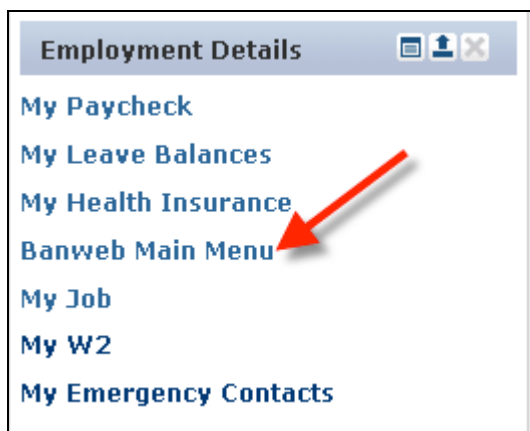 Employment Details
My Paycheck
My Leave Balances
My Health Insurance
Banweb Main Menu
My Job
My W2
My Emergency Contacts